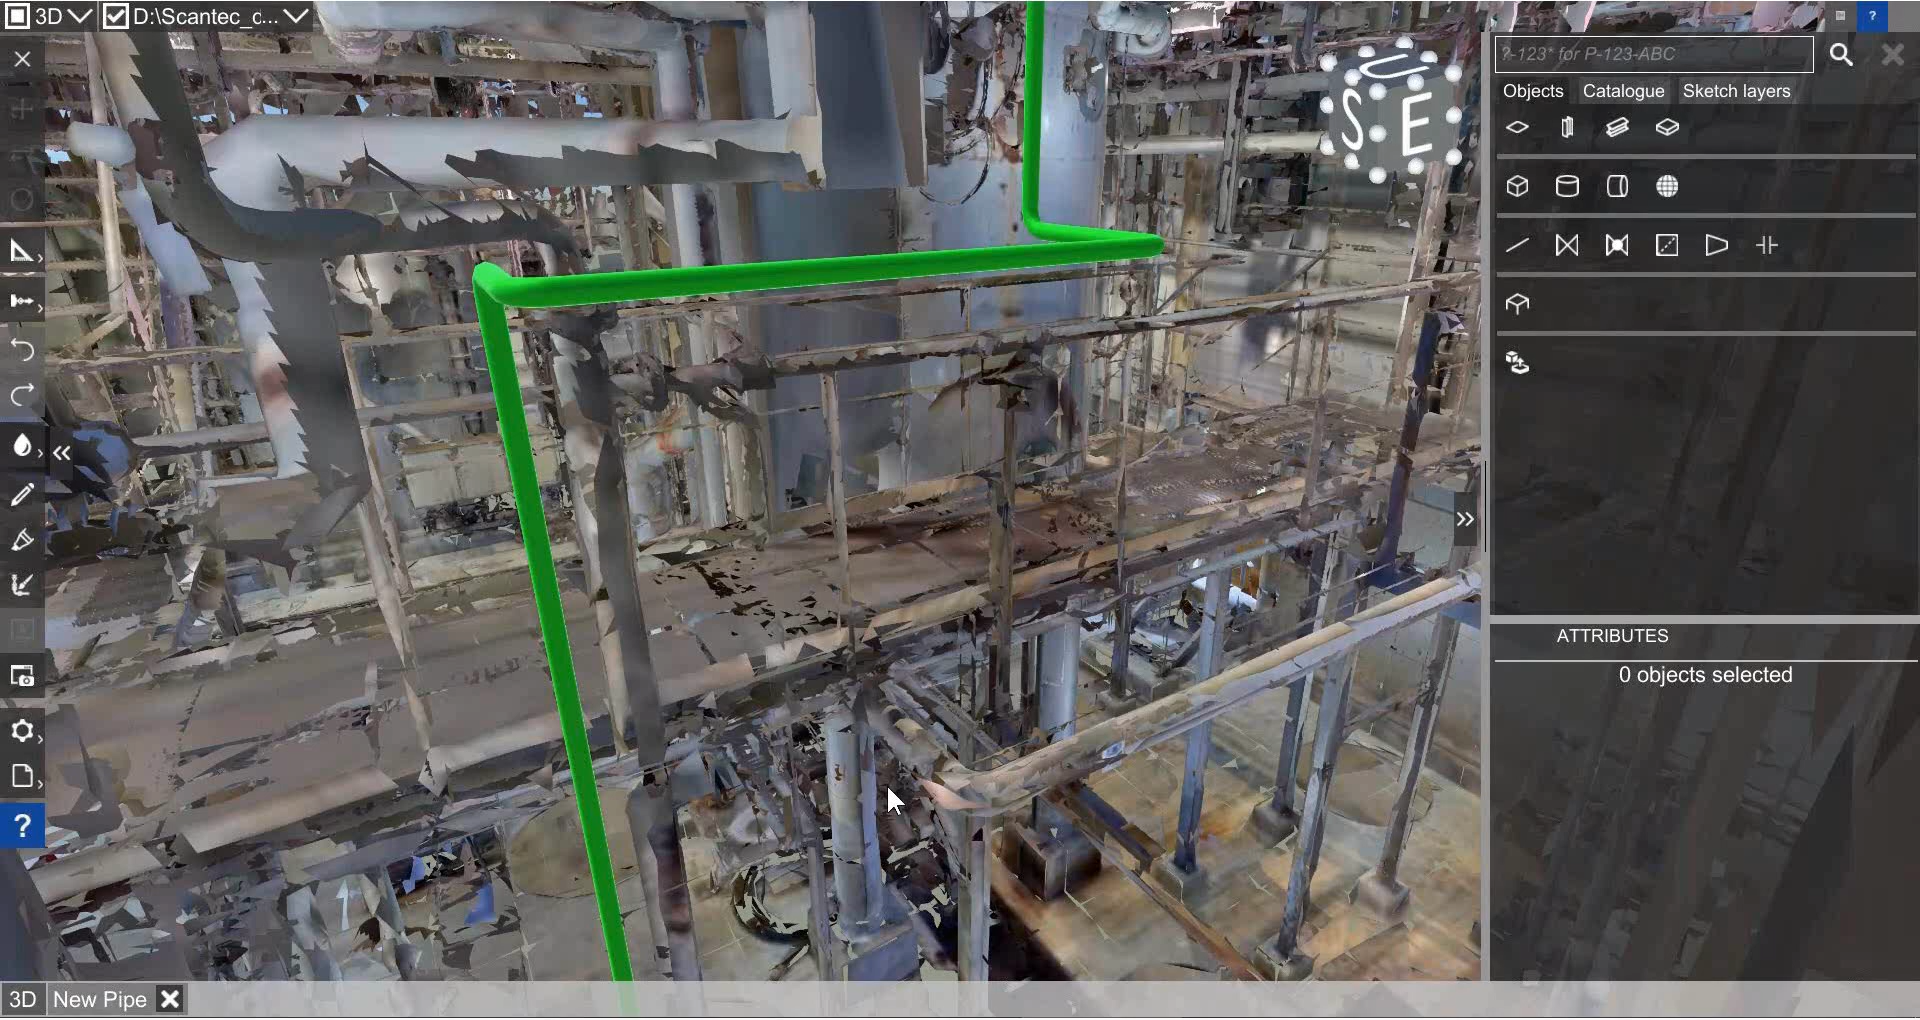 3D
D:\Scantec_c...
?
?-123* for P-123-ABC
Objects Catalogue Sketch layers
S E
ATTRIBUTES
0 objects selected
?
3D New Pipe